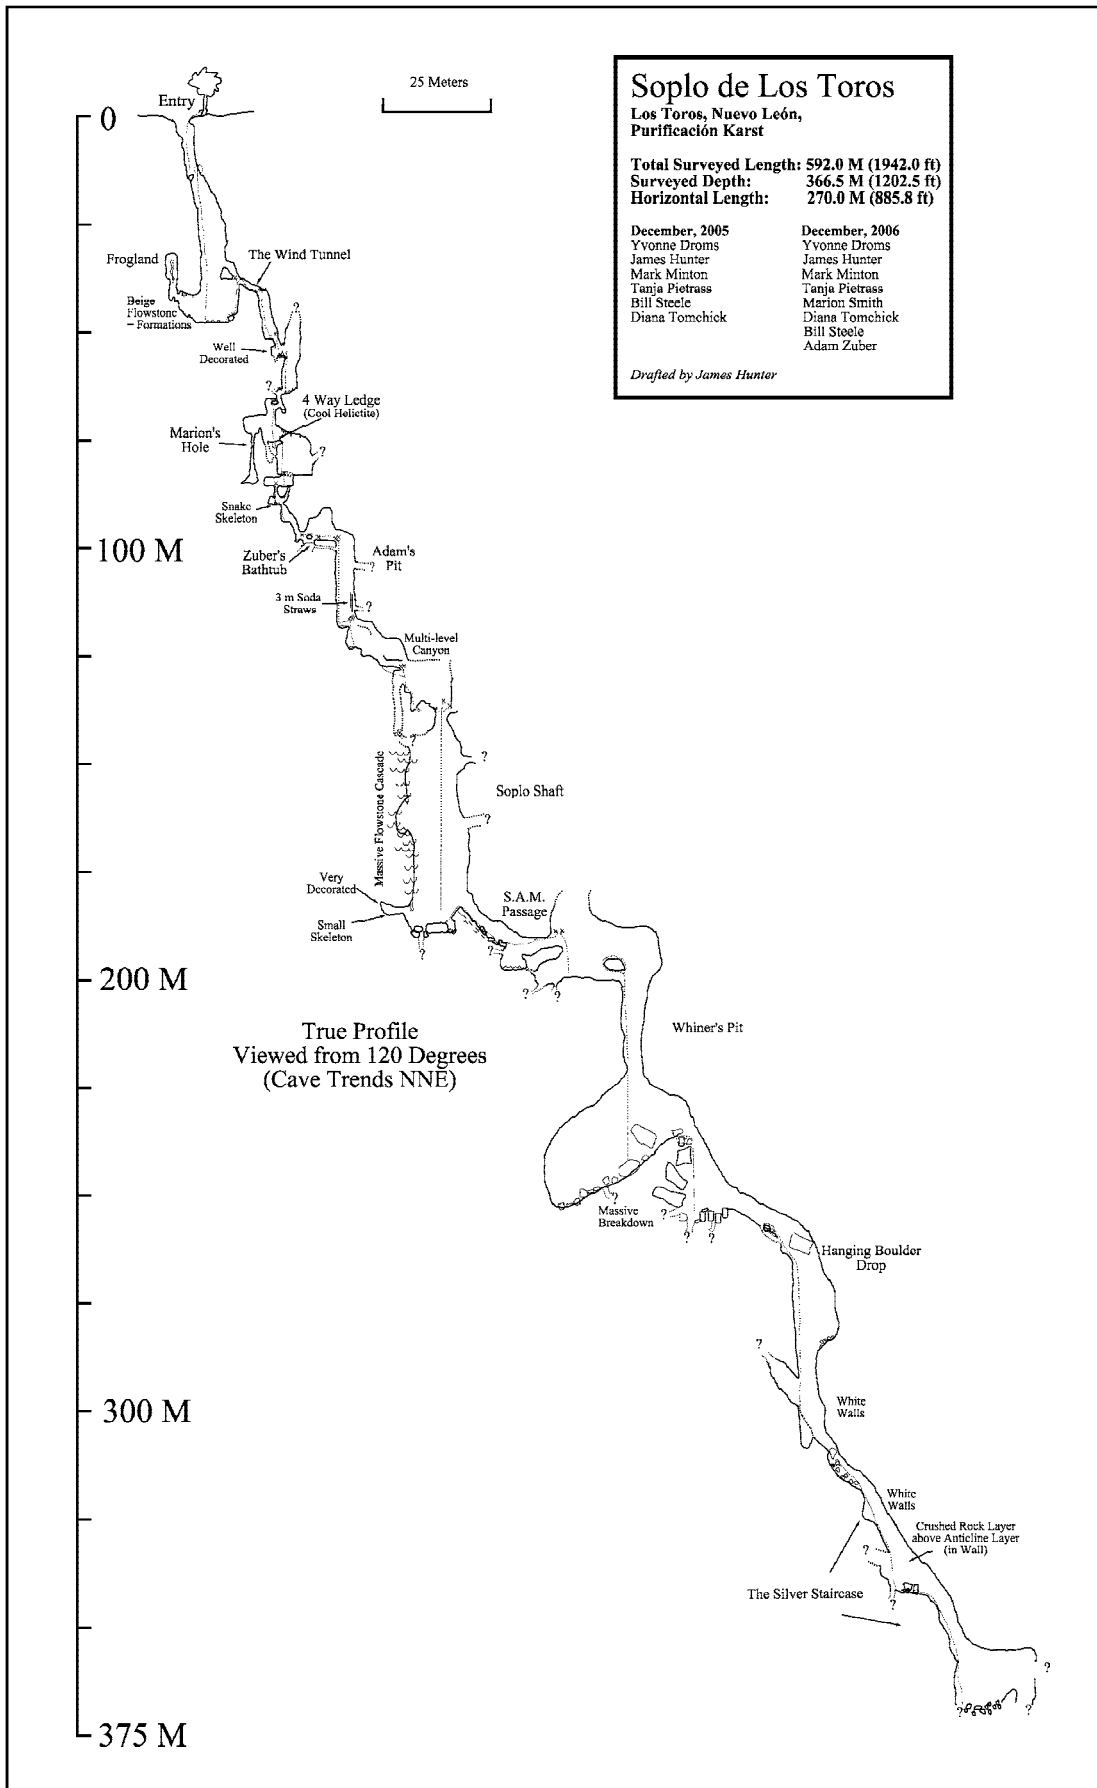 Soplo de Los Toros
Los Toros, Nuevo León,
Purificación Karst
Total Surveyed Length: 592.0 M (1942.0 ft)
Surveyed Depth: 366.5 M (1202.5 ft)
Horizontal Length: 270.0 M (885.8 ft)
December, 2005
Yvonne Droms
James Hunter
Mark Minton
Tanja Pietrass
Bill Steele
Diana Tomchick
December, 2006
Yvonne Droms
James Hunter
Mark Minton
Tanja Pietrass
Marion Smith
Diana Tomchick
Bill Steele
Adam Zuber
Drafted by James Hunter
25 Meters
Entry
0
Frogland
The Wind Tunnel
Beige
Flowstone
– Formations
?
Well
Decorated
?
4 Way Ledge
(Cool Helictite)
Marion's
Hole
?
Snake
Skeleton
100 M
Zuber's
Bathtub
Adam's
Pit
?
3 m Soda
Straws
?
Multi-level
Canyon
?
Massive Flowstone Cascade
?
Soplo Shaft
?
Very
Decorated
Small
Skeleton
?
S.A.M.
Passage
?
?
?
200 M
True Profile
Viewed from 120 Degrees
(Cave Trends NNE)
Whiner's Pit
?
Massive
Breakdown
?
?
?
Hanging Boulder
Drop
?
White
Walls
300 M
White
Walls
Crushed Rock Layer
above Anticline Layer
(in Wall)
?
?
The Silver Staircase
?
?
?
375 M